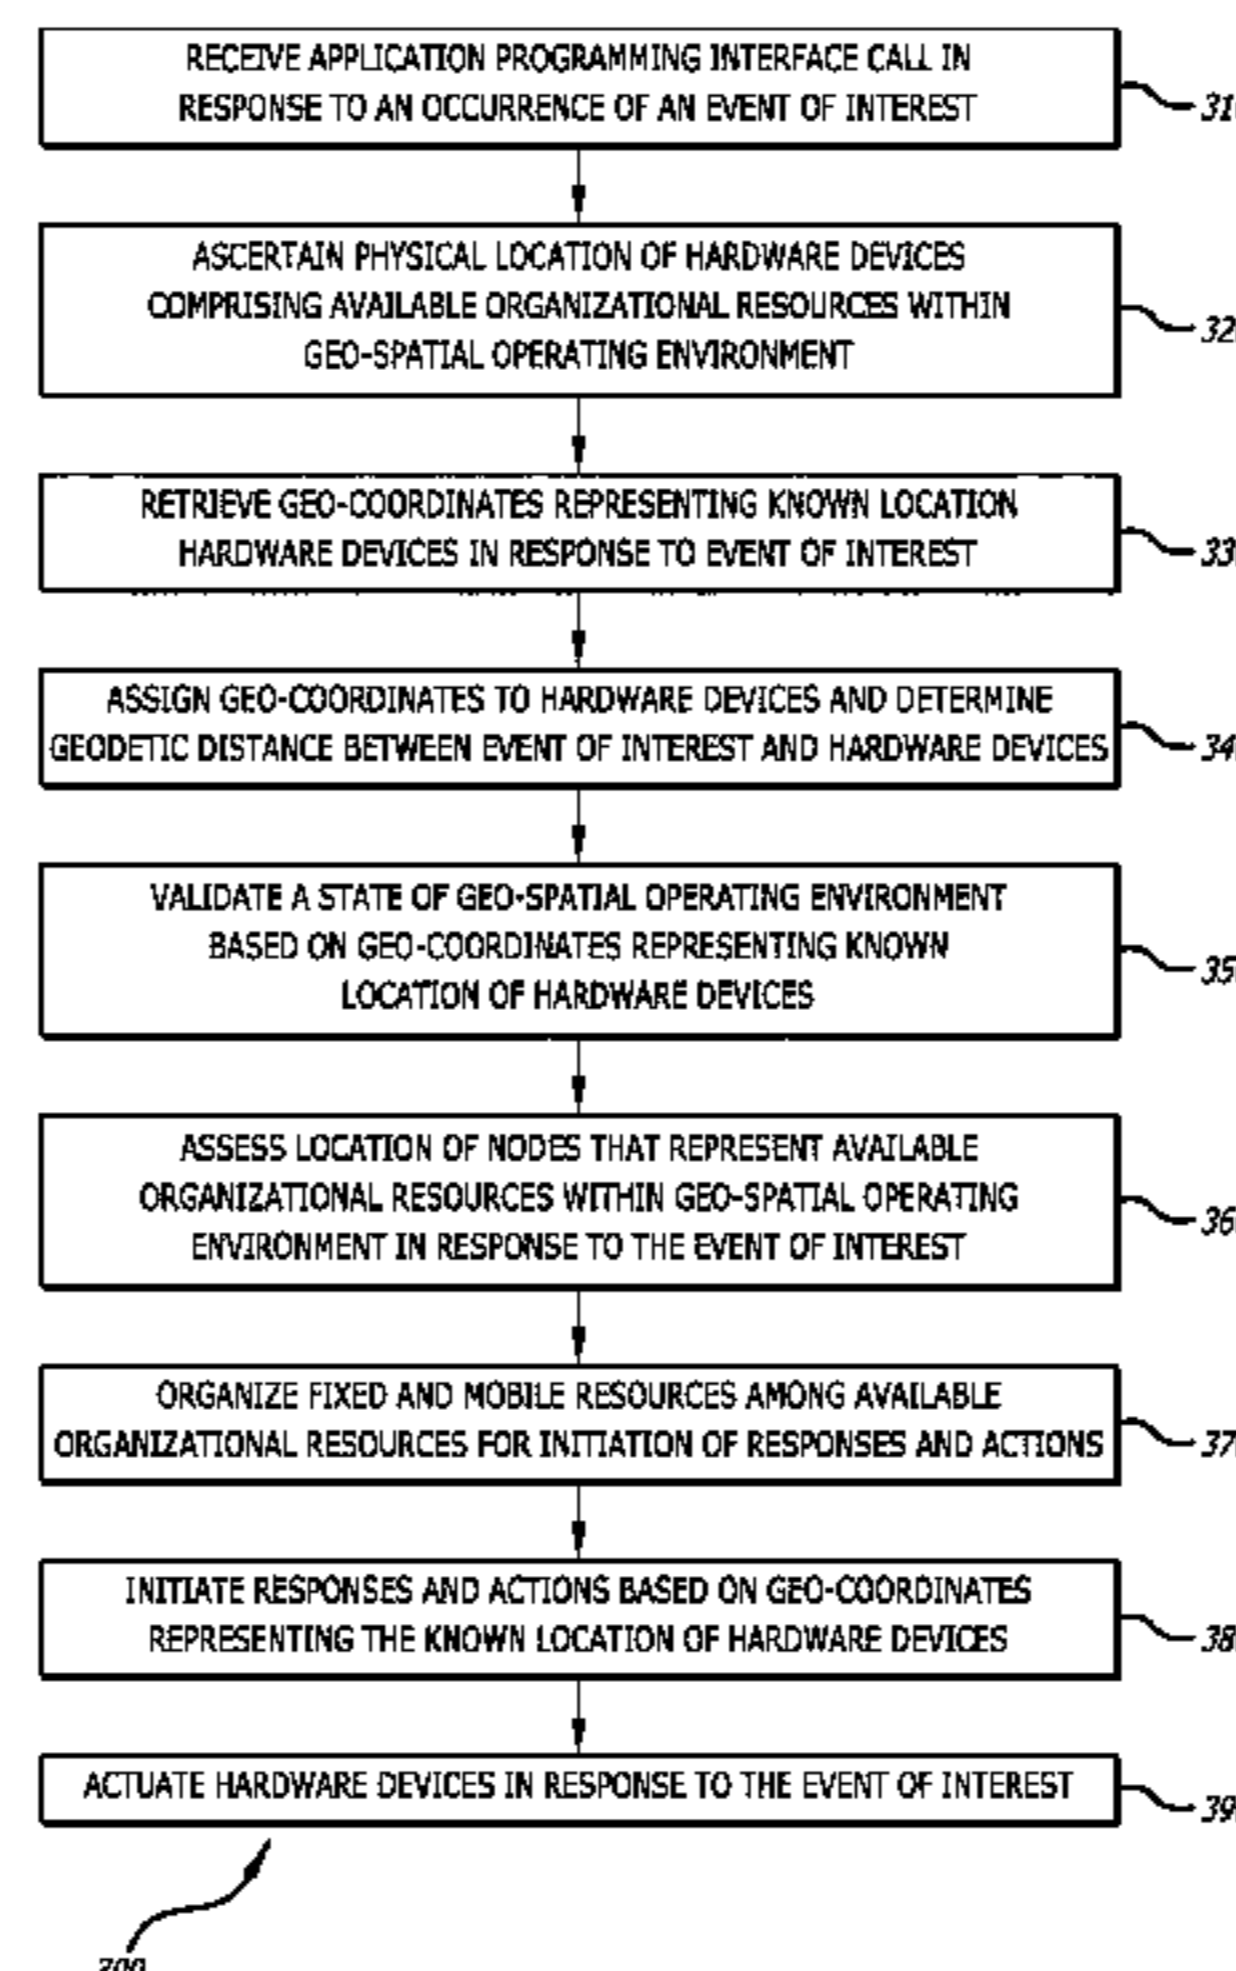 RECEIVE APPLICATION PROGRAMMING INTERFACE CALL IN
RESPONSE TO AN OCCURRENCE OF AN EVENT OF INTEREST
ASCERTAIN PHYSICAL LOCATION OF HARDWARE DEVICES
COMPRISING AVAILABLE ORGANIZATIONAL RESOURCES WITHIN
GEO-SPATIAL OPERATING ENVIRONMENT
RETRIEVE GEO-COORDINATES REPRESENTING KNOWN LOCATION
HARDWARE DEVICES IN RESPONSE TO EVENT OF INTEREST
ASSIGN GEO-COORDINATES TO HARDWARE DEVICES AND DETERMINE
GEODETIC DISTANCE BETWEEN EVENT OF INTEREST AND HARDWARE DEVICES
VALIDATE A STATE OF GEO-SPATIAL OPERATING ENVIRONMENT
BASED ON GEO-COORDINATES REPRESENTING KNOWN
LOCATION OF HARDWARE DEVICES
ASSESS LOCATION OF NODES THAT REPRESENT AVAILABLE
ORGANIZATIONAL RESOURCES WITHIN GEO-SPATIAL OPERATING
ENVIRONMENT IN RESPONSE TO THE EVENT OF INTEREST
ORGANIZE FIXED AND MOBILE RESOURCES AMONG AVAILABLE
ORGANIZATIONAL RESOURCES FOR INITIATION OF RESPONSES AND ACTIONS
INITIATE RESPONSES AND ACTIONS BASED ON GEO-COORDINATES
REPRESENTING THE KNOWN LOCATION OF HARDWARE DEVICES
ACTUATE HARDWARE DEVICES IN RESPONSE TO THE EVENT OF INTEREST